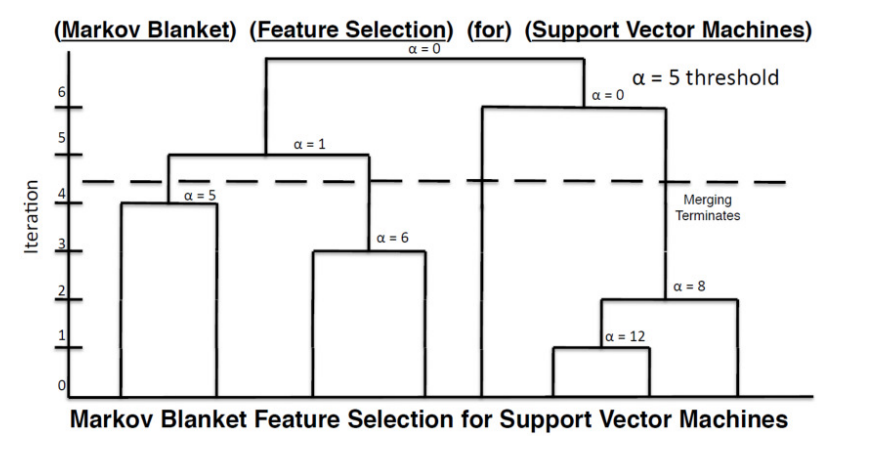 (Markov Blanket) (Feature Selection) (for) (Support Vector Machines)
α = 0
α = 5 threshold
6
α = 0
5
α = 1
4
α = 5
Merging
Terminates
Iteration
3
α = 6
2
α = 8
1
α = 12
0
Markov Blanket Feature Selection for Support Vector Machines